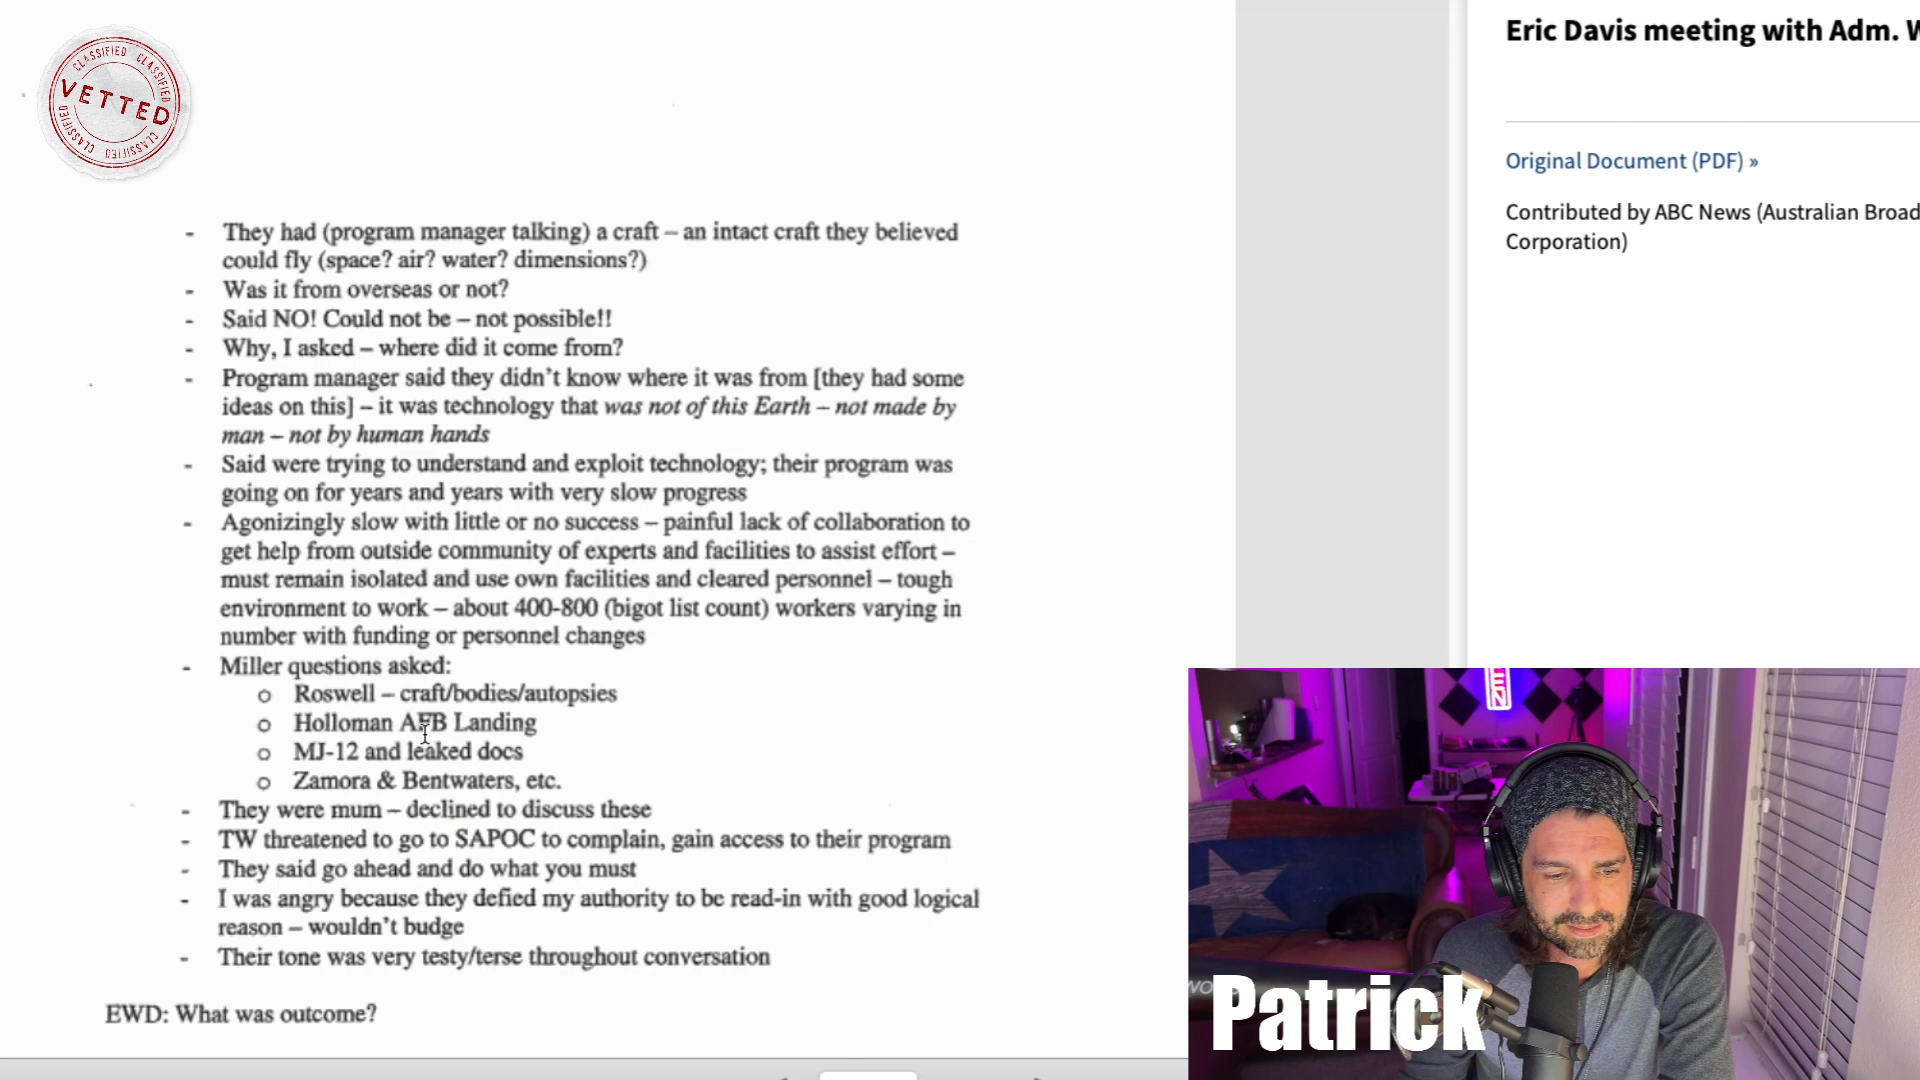 CLASSIFIED CLASSIFIED
VETTED
CLASSIFIED CLASSIFIED
- They had (program manager talking) a craft – an intact craft they believed
could fly (space? air? water? dimensions?)
- Was it from overseas or not?
- Said NO! Could not be – not possible!!
- Why, I asked – where did it come from?
- Program manager said they didn't know where it was from [they had some
ideas on this] – it was technology that was not of this Earth – not made by
man – not by human hands
- Said were trying to understand and exploit technology; their program was
going on for years and years with very slow progress
- Agonizingly slow with little or no success – painful lack of collaboration to
get help from outside community of experts and facilities to assist effort –
must remain isolated and use own facilities and cleared personnel – tough
environment to work – about 400-800 (bigot list count) workers varying in
number with funding or personnel changes
- Miller questions asked:
o Roswell – craft/bodies/autopsies
o Holloman AFB Landing
o MJ-12 and leaked docs
o Zamora & Bentwaters, etc.
- They were mum – declined to discuss these
- TW threatened to go to SAPOC to complain, gain access to their program
- They said go ahead and do what you must
- I was angry because they defied my authority to be read-in with good logical
reason – wouldn't budge
- Their tone was very testy/terse throughout conversation
EWD: What was outcome?
Eric Davis meeting with Adm. W
Original Document (PDF) »
Contributed by ABC News (Australian Broad
Corporation)
Patrick